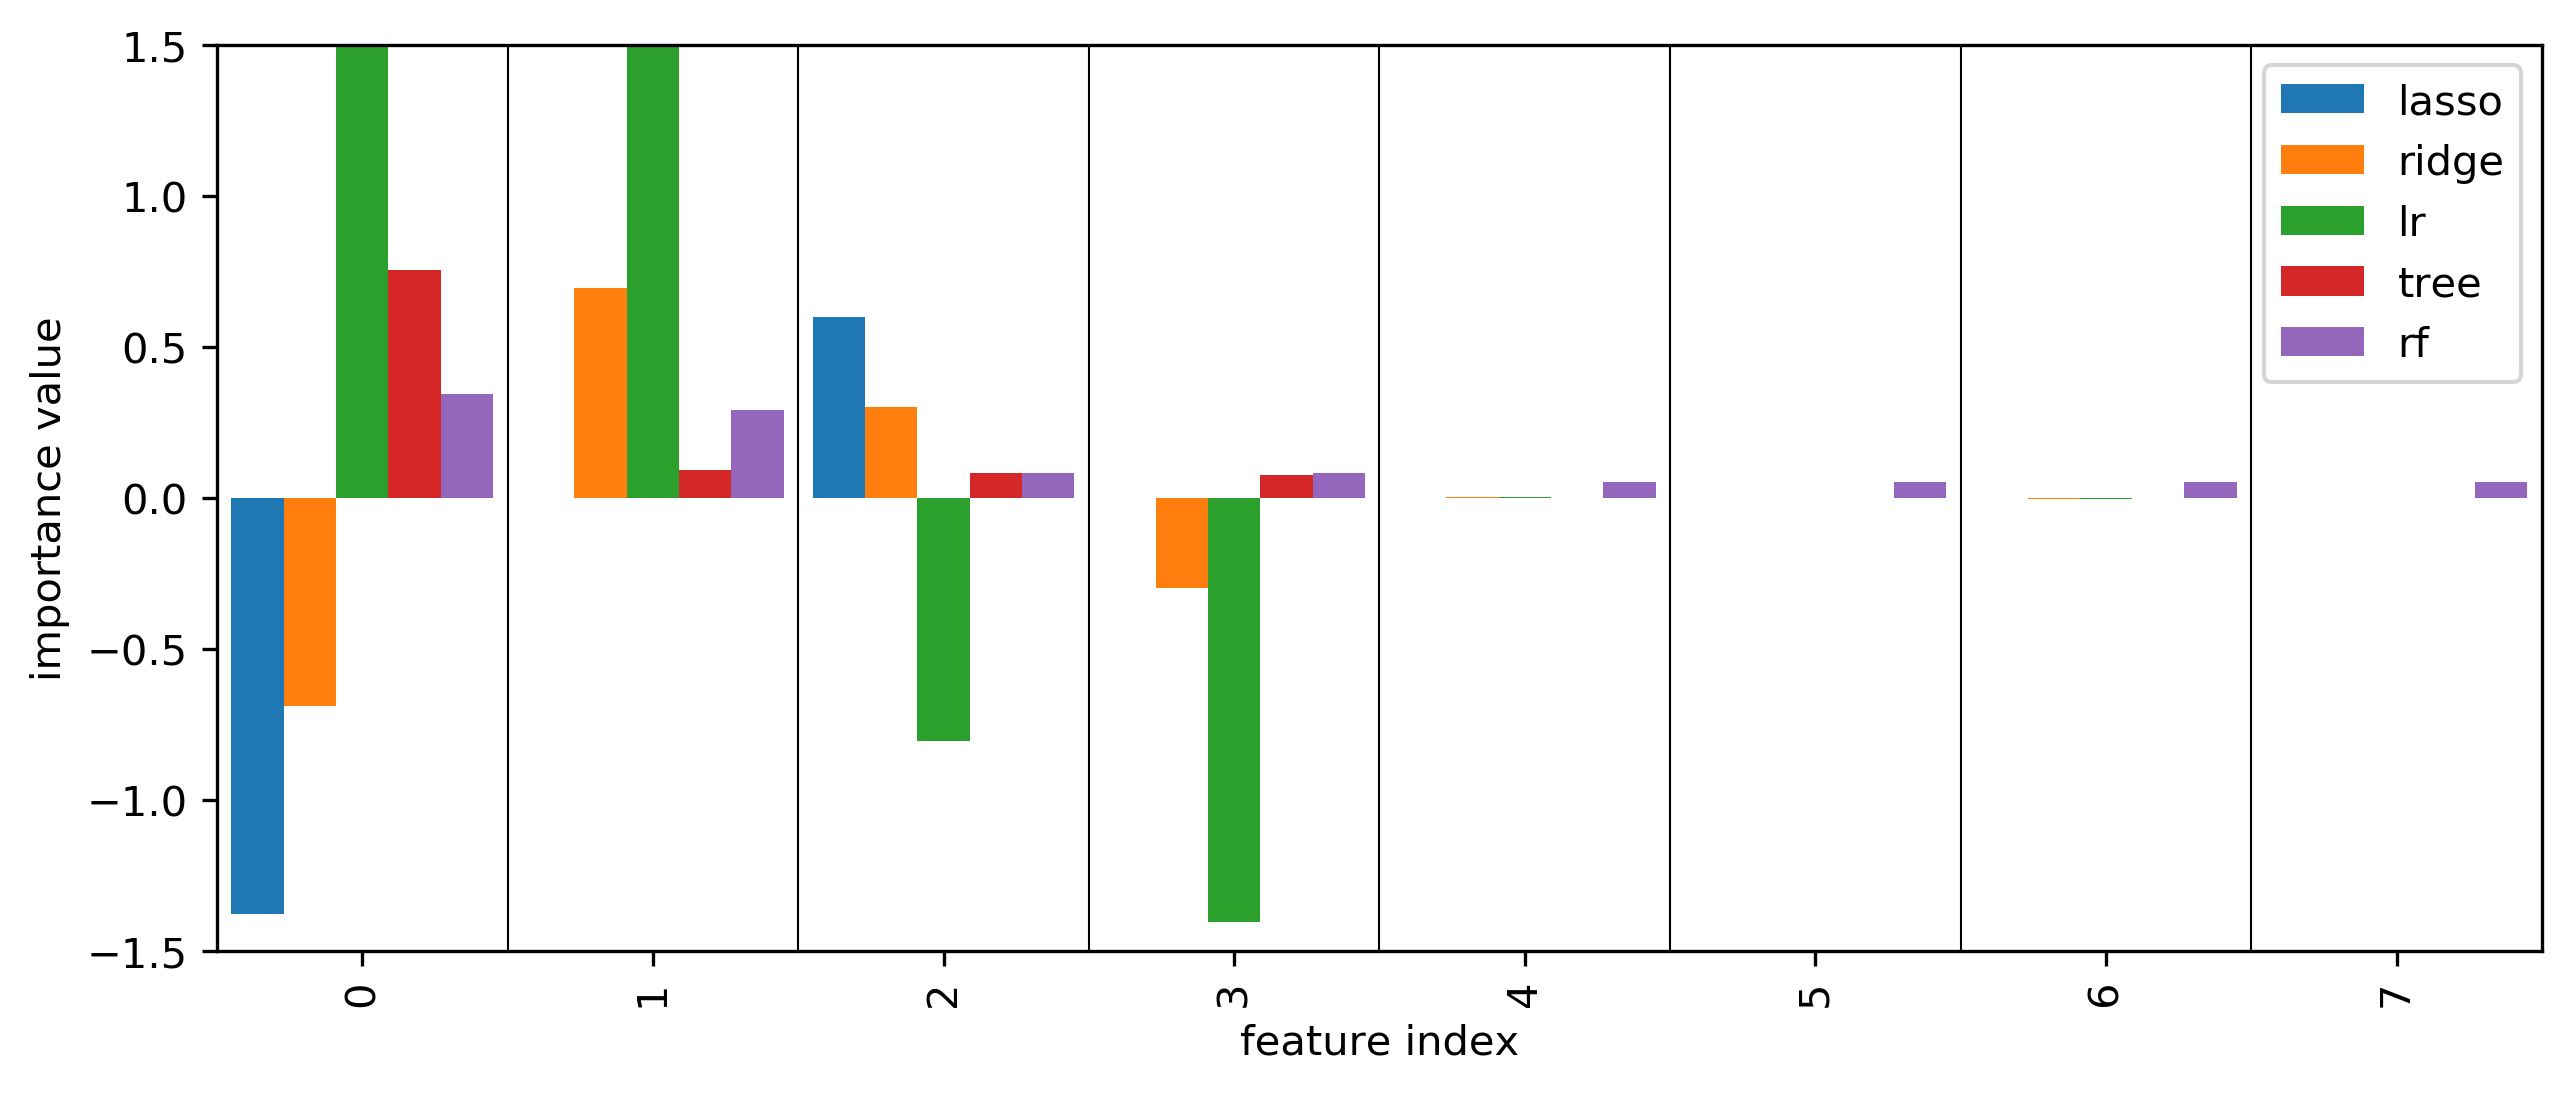 1.5
1.0
0.5
0.0
−0.5
−1.0
−1.5
importance value
0 1 2 3 4 5 6 7
feature index
lasso
ridge
lr
tree
rf